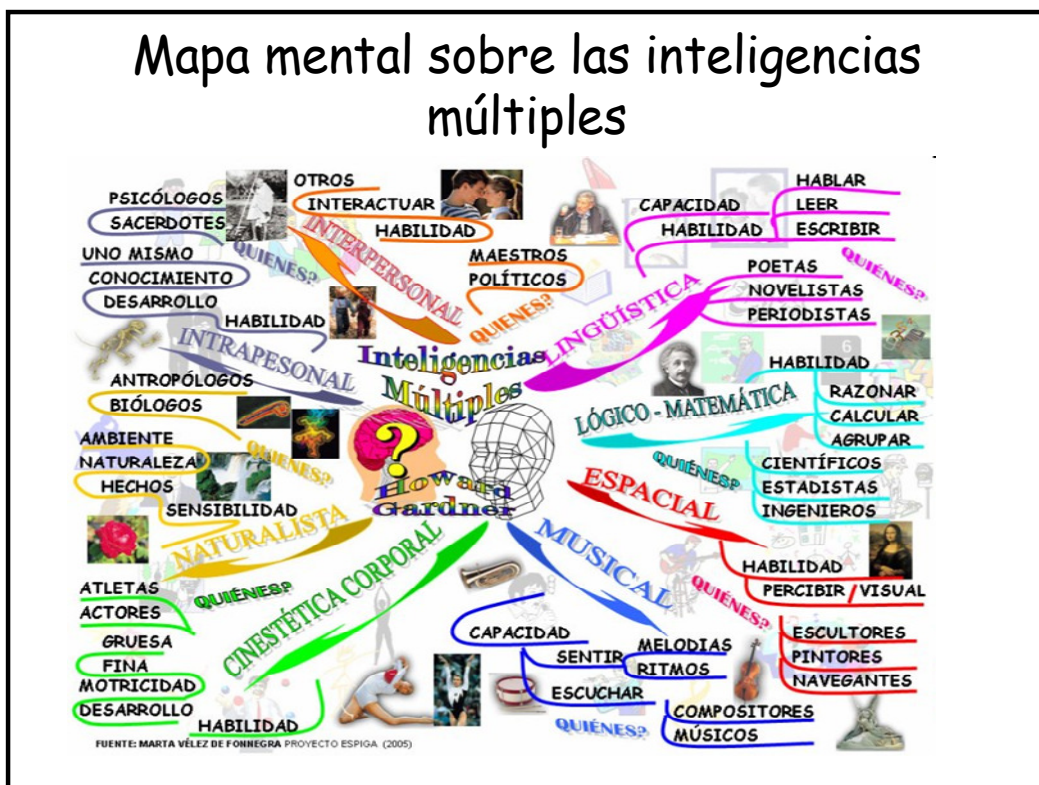 Mapa mental sobre las inteligencias
múltiples
PSICÓLOGOS
SACERDOTES
QUIENES?
UNO MISMO
CONOCIMIENTO
DESARROLLO
HABILIDAD
INTRAPESONAL
OTROS
INTERACTUAR
HABILIDAD
INTERPERSONAL
MAESTROS
POLÍTICOS
QUIENES?
CAPACIDAD
HABILIDAD
HABLAR
LEER
ESCRIBIR
LINGÜÍSTICA
QUIÉNES?
POETAS
NOVELISTAS
PERIODISTAS
Inteligencias
Múltiples
?
Howard
Gardner
LÓGICO - MATEMÁTICA
HABILIDAD
RAZONAR
CALCULAR
AGRUPAR
QUIÉNES?
CIENTÍFICOS
ESTADISTAS
INGENIEROS
ANTROPÓLOGOS
BIÓLOGOS
QUIENES?
AMBIENTE
NATURALEZA
HECHOS
SENSIBILIDAD
NATURALISTA
ESPACIAL
HABILIDAD
PERCIBIR / VISUAL
QUIÉNES?
ESCULTORES
PINTORES
NAVEGANTES
ATLETAS
ACTORES
QUIÉNES?
GRUESA
FINA
MOTRICIDAD
DESARROLLO
HABILIDAD
CINESTÉTICA CORPORAL
MUSICAL
CAPACIDAD
SENTIR
MELODIAS
RITMOS
ESCUCHAR
QUIÉNES?
COMPOSITORES
MÚSICOS
FUENTE: MARTA VÉLEZ DE FONNEGRA PROYECTO ESPIGA (2005)